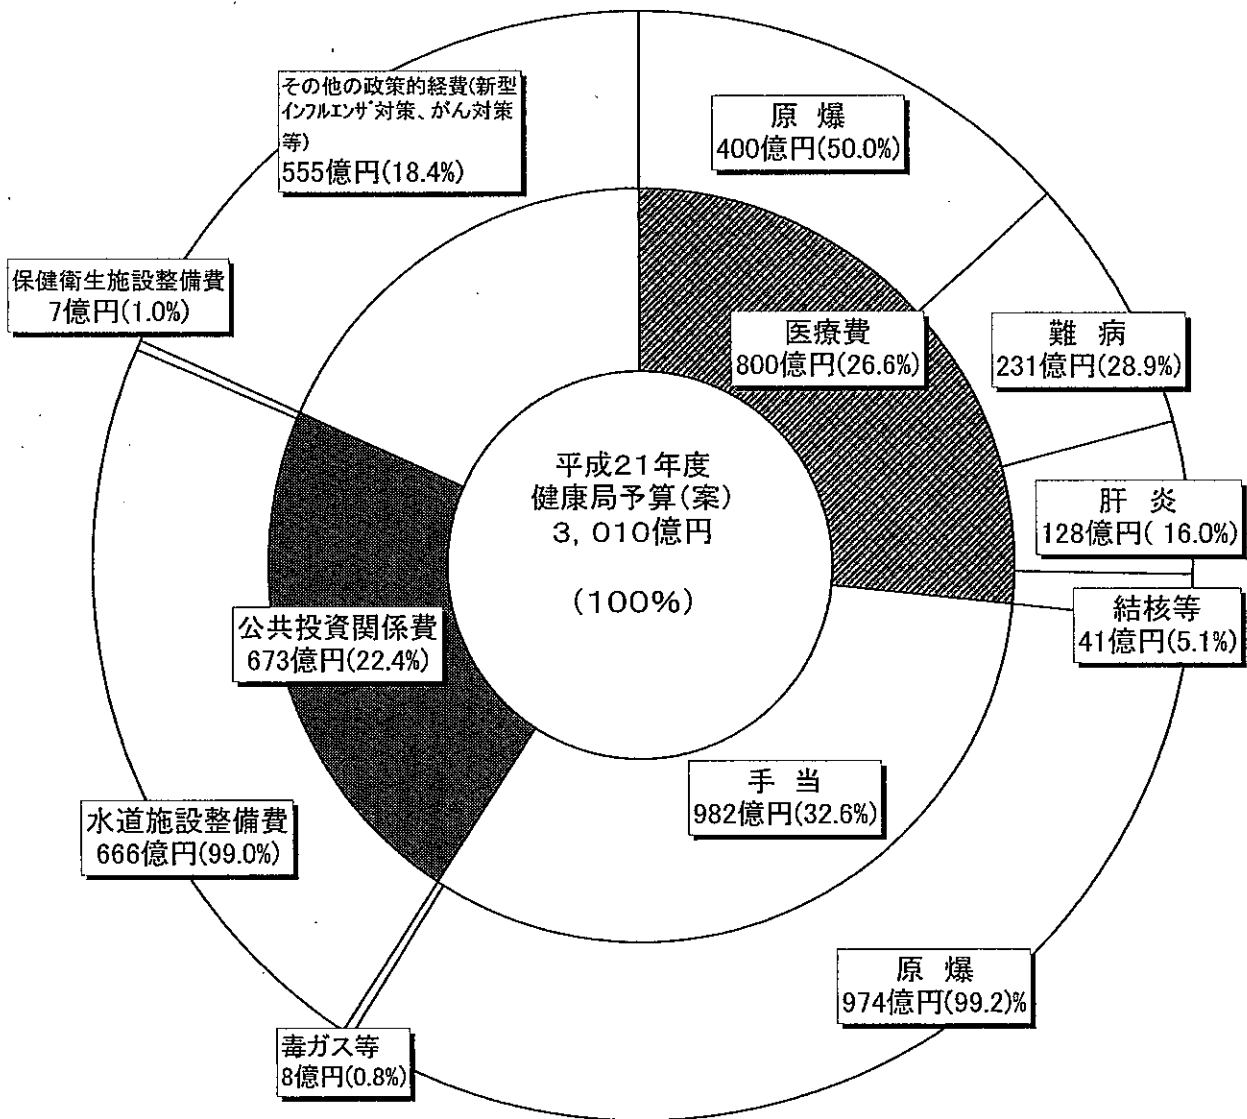 その他の政策的経費(新型
インフルエンザ対策、がん対策
等)
555億円(18.4%)
原 爆
400億円(50.0%)
保健衛生施設整備費
7億円(1.0%)
医療費
800億円(26.6%)
難 病
231億円(28.9%)
平成21年度
健康局予算(案)
3,010億円
(100%)
肝 炎
128億円( 16.0%)
結核等
41億円(5.1%)
公共投資関係費
673億円(22.4%)
手 当
982億円(32.6%)
水道施設整備費
666億円(99.0%)
原 爆
974億円(99.2)%
毒ガス等
8億円(0.8%)